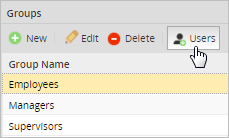 Groups
New Edit Delete Users
Group Name
Employees
Managers
Supervisors